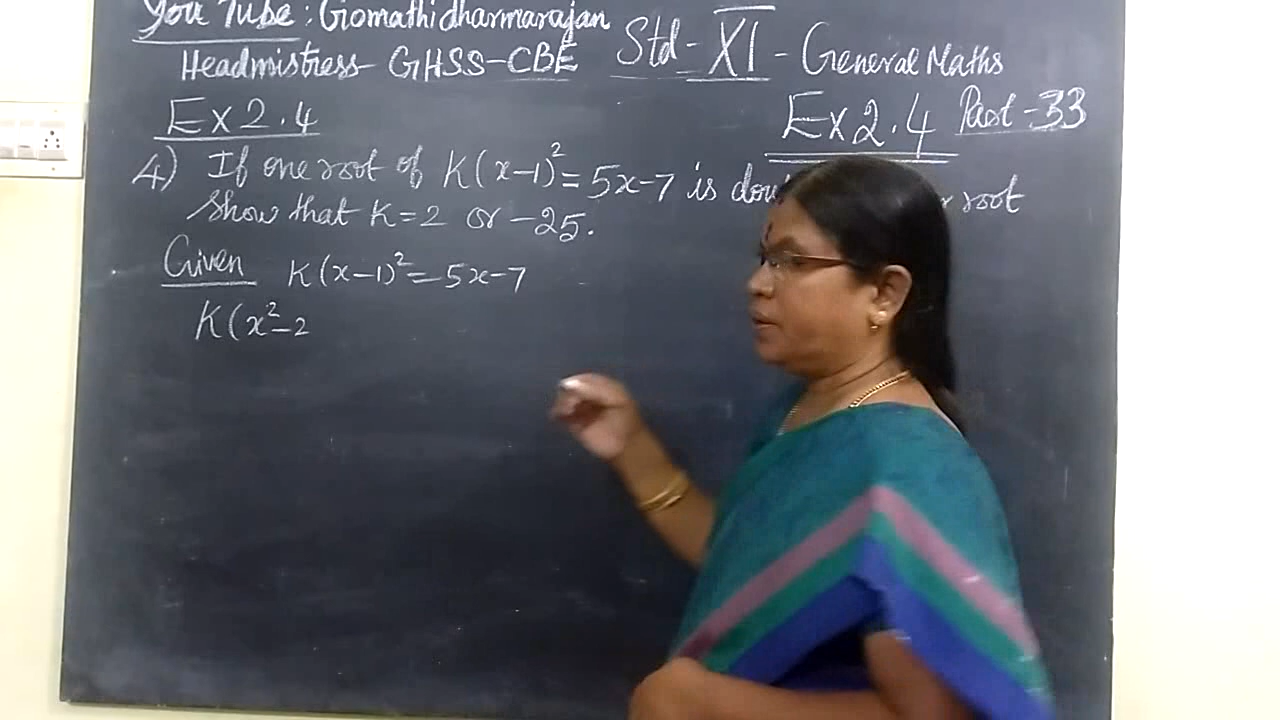 You Tube : Gomathidharmarajan
Headmistress - GHSS-CBE Std - XI - General Maths
Ex 2.4 Ex 2.4 Part - 33
4) If one root of K(x-1)²=5x-7 is root
Show that K=2 or -25.
Given K(x-1)²=5x-7
K(x²-2